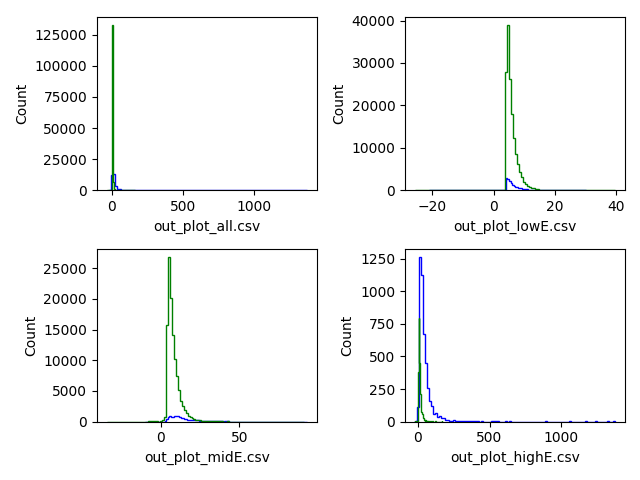 125000
100000
75000
50000
25000
0
Count
0 500 1000
out_plot_all.csv
40000
30000
20000
10000
0
Count
−20 0 20 40
out_plot_lowE.csv
25000
20000
15000
10000
5000
0
Count
0 50
out_plot_midE.csv
1250
1000
750
500
250
0
Count
0 500 1000
out_plot_highE.csv